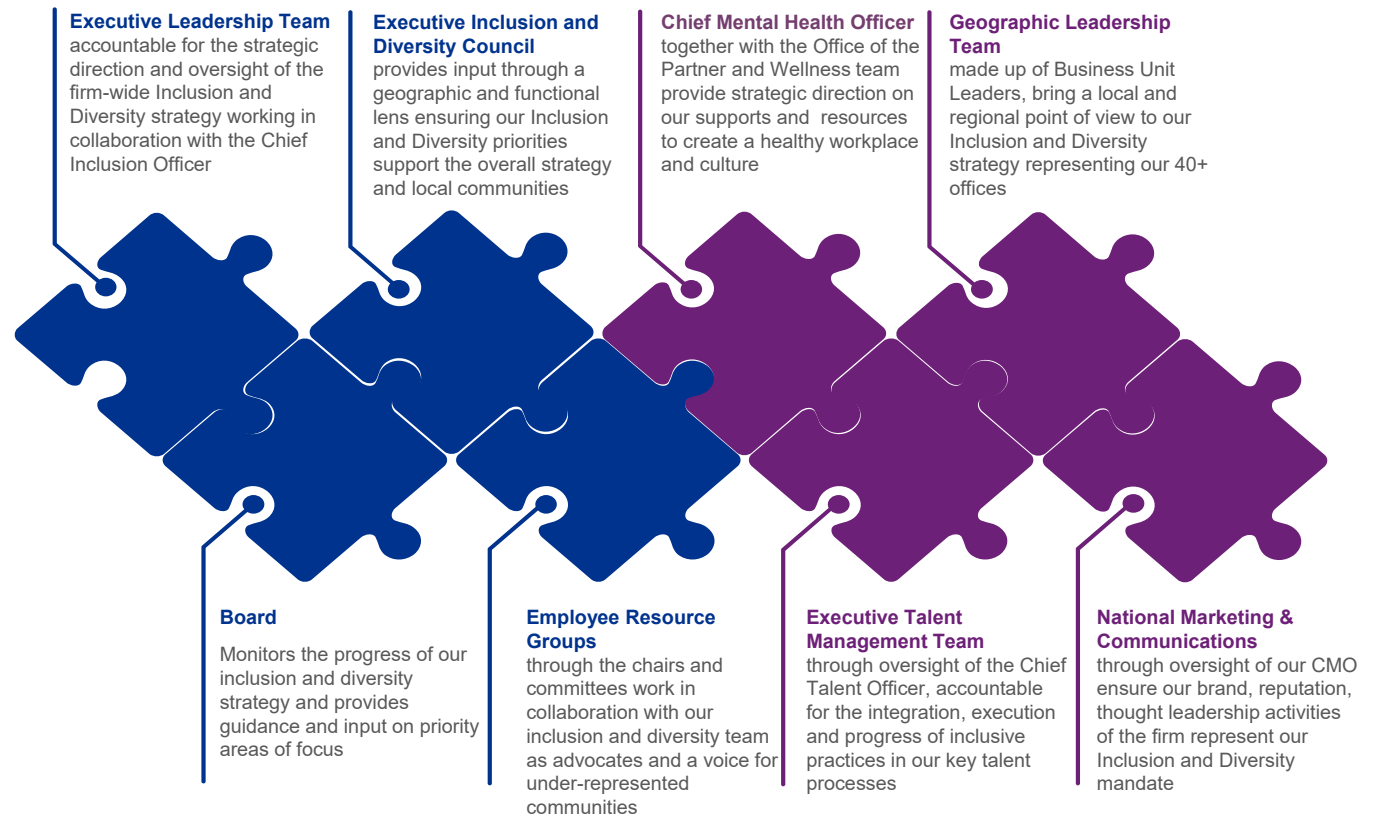 Executive Leadership Team
accountable for the strategic
direction and oversight of the
firm-wide Inclusion and
Diversity strategy working in
collaboration with the Chief
Inclusion Officer
Executive Inclusion and
Diversity Council
provides input through a
geographic and functional
lens ensuring our Inclusion
and Diversity priorities
support the overall strategy
and local communities
Chief Mental Health Officer
together with the Office of the
Partner and Wellness team
provide strategic direction on
our supports and  resources
to create a healthy workplace
and culture
Geographic Leadership
Team
made up of Business Unit
Leaders, bring a local and
regional point of view to our
Inclusion and Diversity
strategy representing our 40+
offices
Board
Monitors the progress of our
inclusion and diversity
strategy and provides
guidance and input on priority
areas of focus
Employee Resource
Groups
through the chairs and
committees work in
collaboration with our
inclusion and diversity team
as advocates and a voice for
under-represented
communities
Executive Talent
Management Team
through oversight of the Chief
Talent Officer, accountable
for the integration, execution
and progress of inclusive
practices in our key talent
processes
National Marketing &
Communications
through oversight of our CMO
ensure our brand, reputation,
thought leadership activities
of the firm represent our
Inclusion and Diversity
mandate